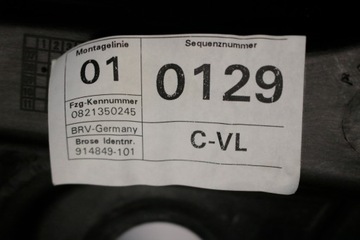 Montagelinie
01
Fzg-Kennummer
0821350245
BRV-Germany
Brose Identnr.
914849-101
Sequenznummer
0129
C-VL